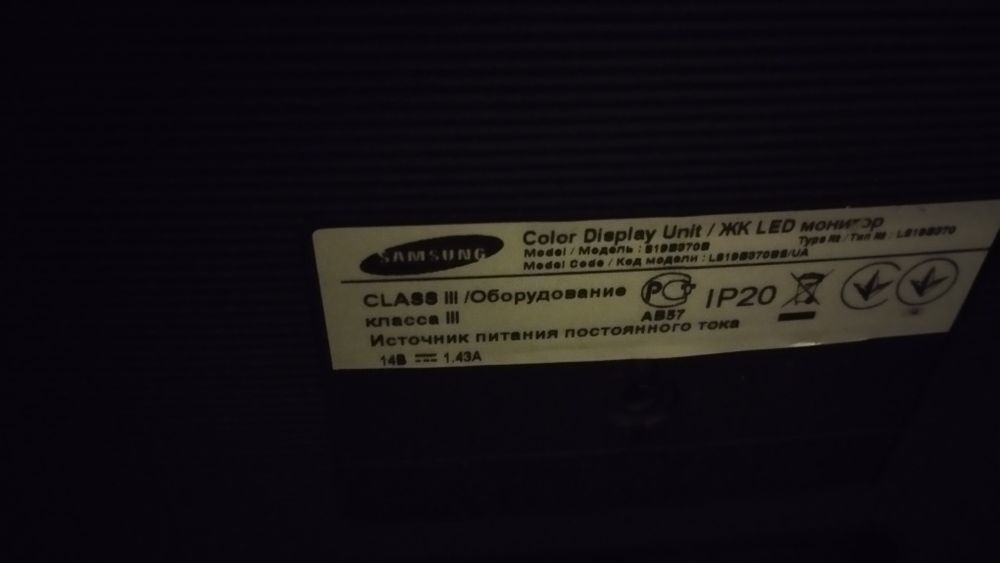 SAMSUNG
Color Display Unit / ЖК LED монитор
Model / Модель : S19B370B
Type № / Тип № : LS19B370
Model Code / Код модели : LS19B370BS/UA
CLASS III /Оборудование
класса III
АВ57
IP20
Источник питания постоянного тока
14В 1.43A